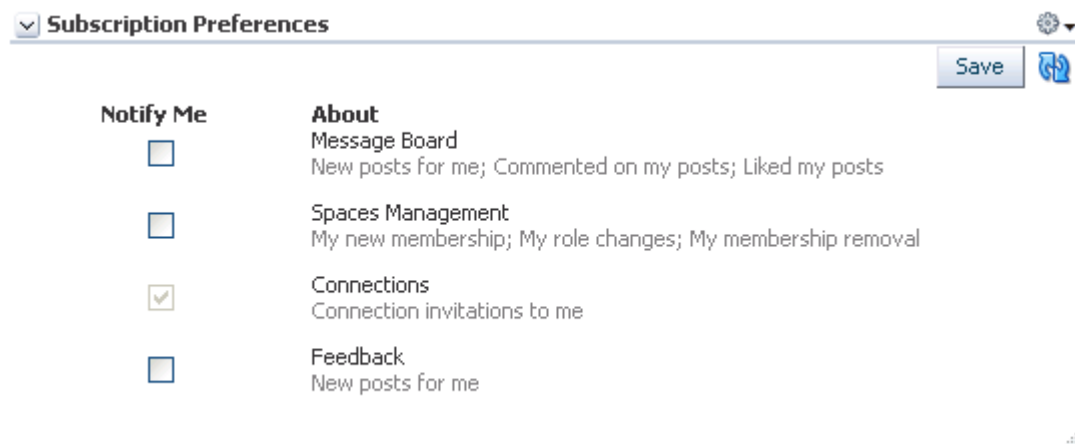 Subscription Preferences
Save
Notify Me About
Message Board
New posts for me; Commented on my posts; Liked my posts
Spaces Management
My new membership; My role changes; My membership removal
Connections
Connection invitations to me
Feedback
New posts for me